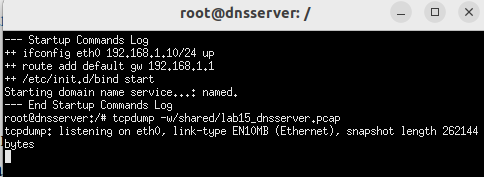 root@dnsserver: /
--- Startup Commands Log
++ ifconfig eth0 192.168.1.10/24 up
++ route add default gw 192.168.1.1
++ /etc/init.d/bind start
Starting domain name service...: named.
--- End Startup Commands Log
root@dnsserver:/# tcpdump -w/shared/lab15_dnsserver.pcap
tcpdump: listening on eth0, link-type EN10MB (Ethernet), snapshot length 262144
bytes